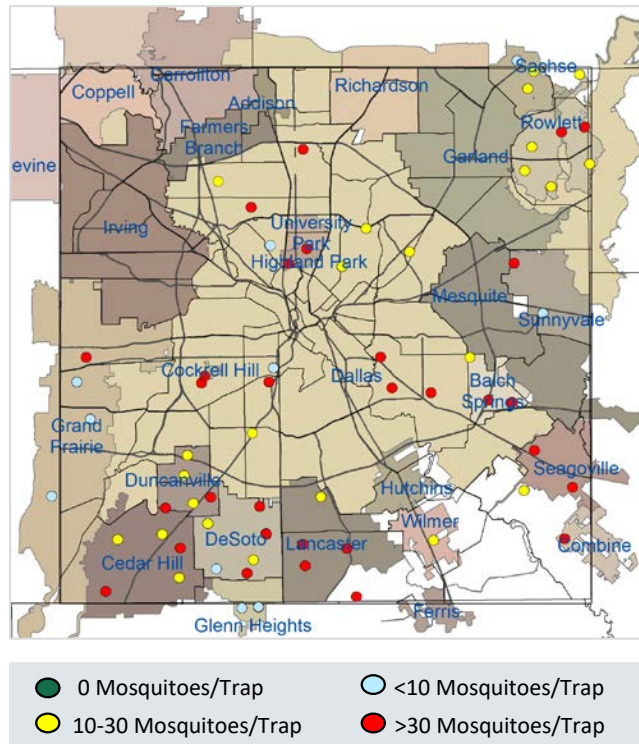 Sachse
Carrollton
Coppell
Richardson
Addison
Rowlett
Farmers
Branch
Garland
evine
Irving
University
Park
Highland Park
Mesquite
Sunnyvale
Cockrell Hill
Dallas
Balch
Springs
Grand
Prairie
Duncanville
Hutchins
Seagoville
Wilmer
DeSoto
Lancaster
Combine
Cedar Hill
Ferris
Glenn Heights
0 Mosquitoes/Trap
<10 Mosquitoes/Trap
10-30 Mosquitoes/Trap
>30 Mosquitoes/Trap